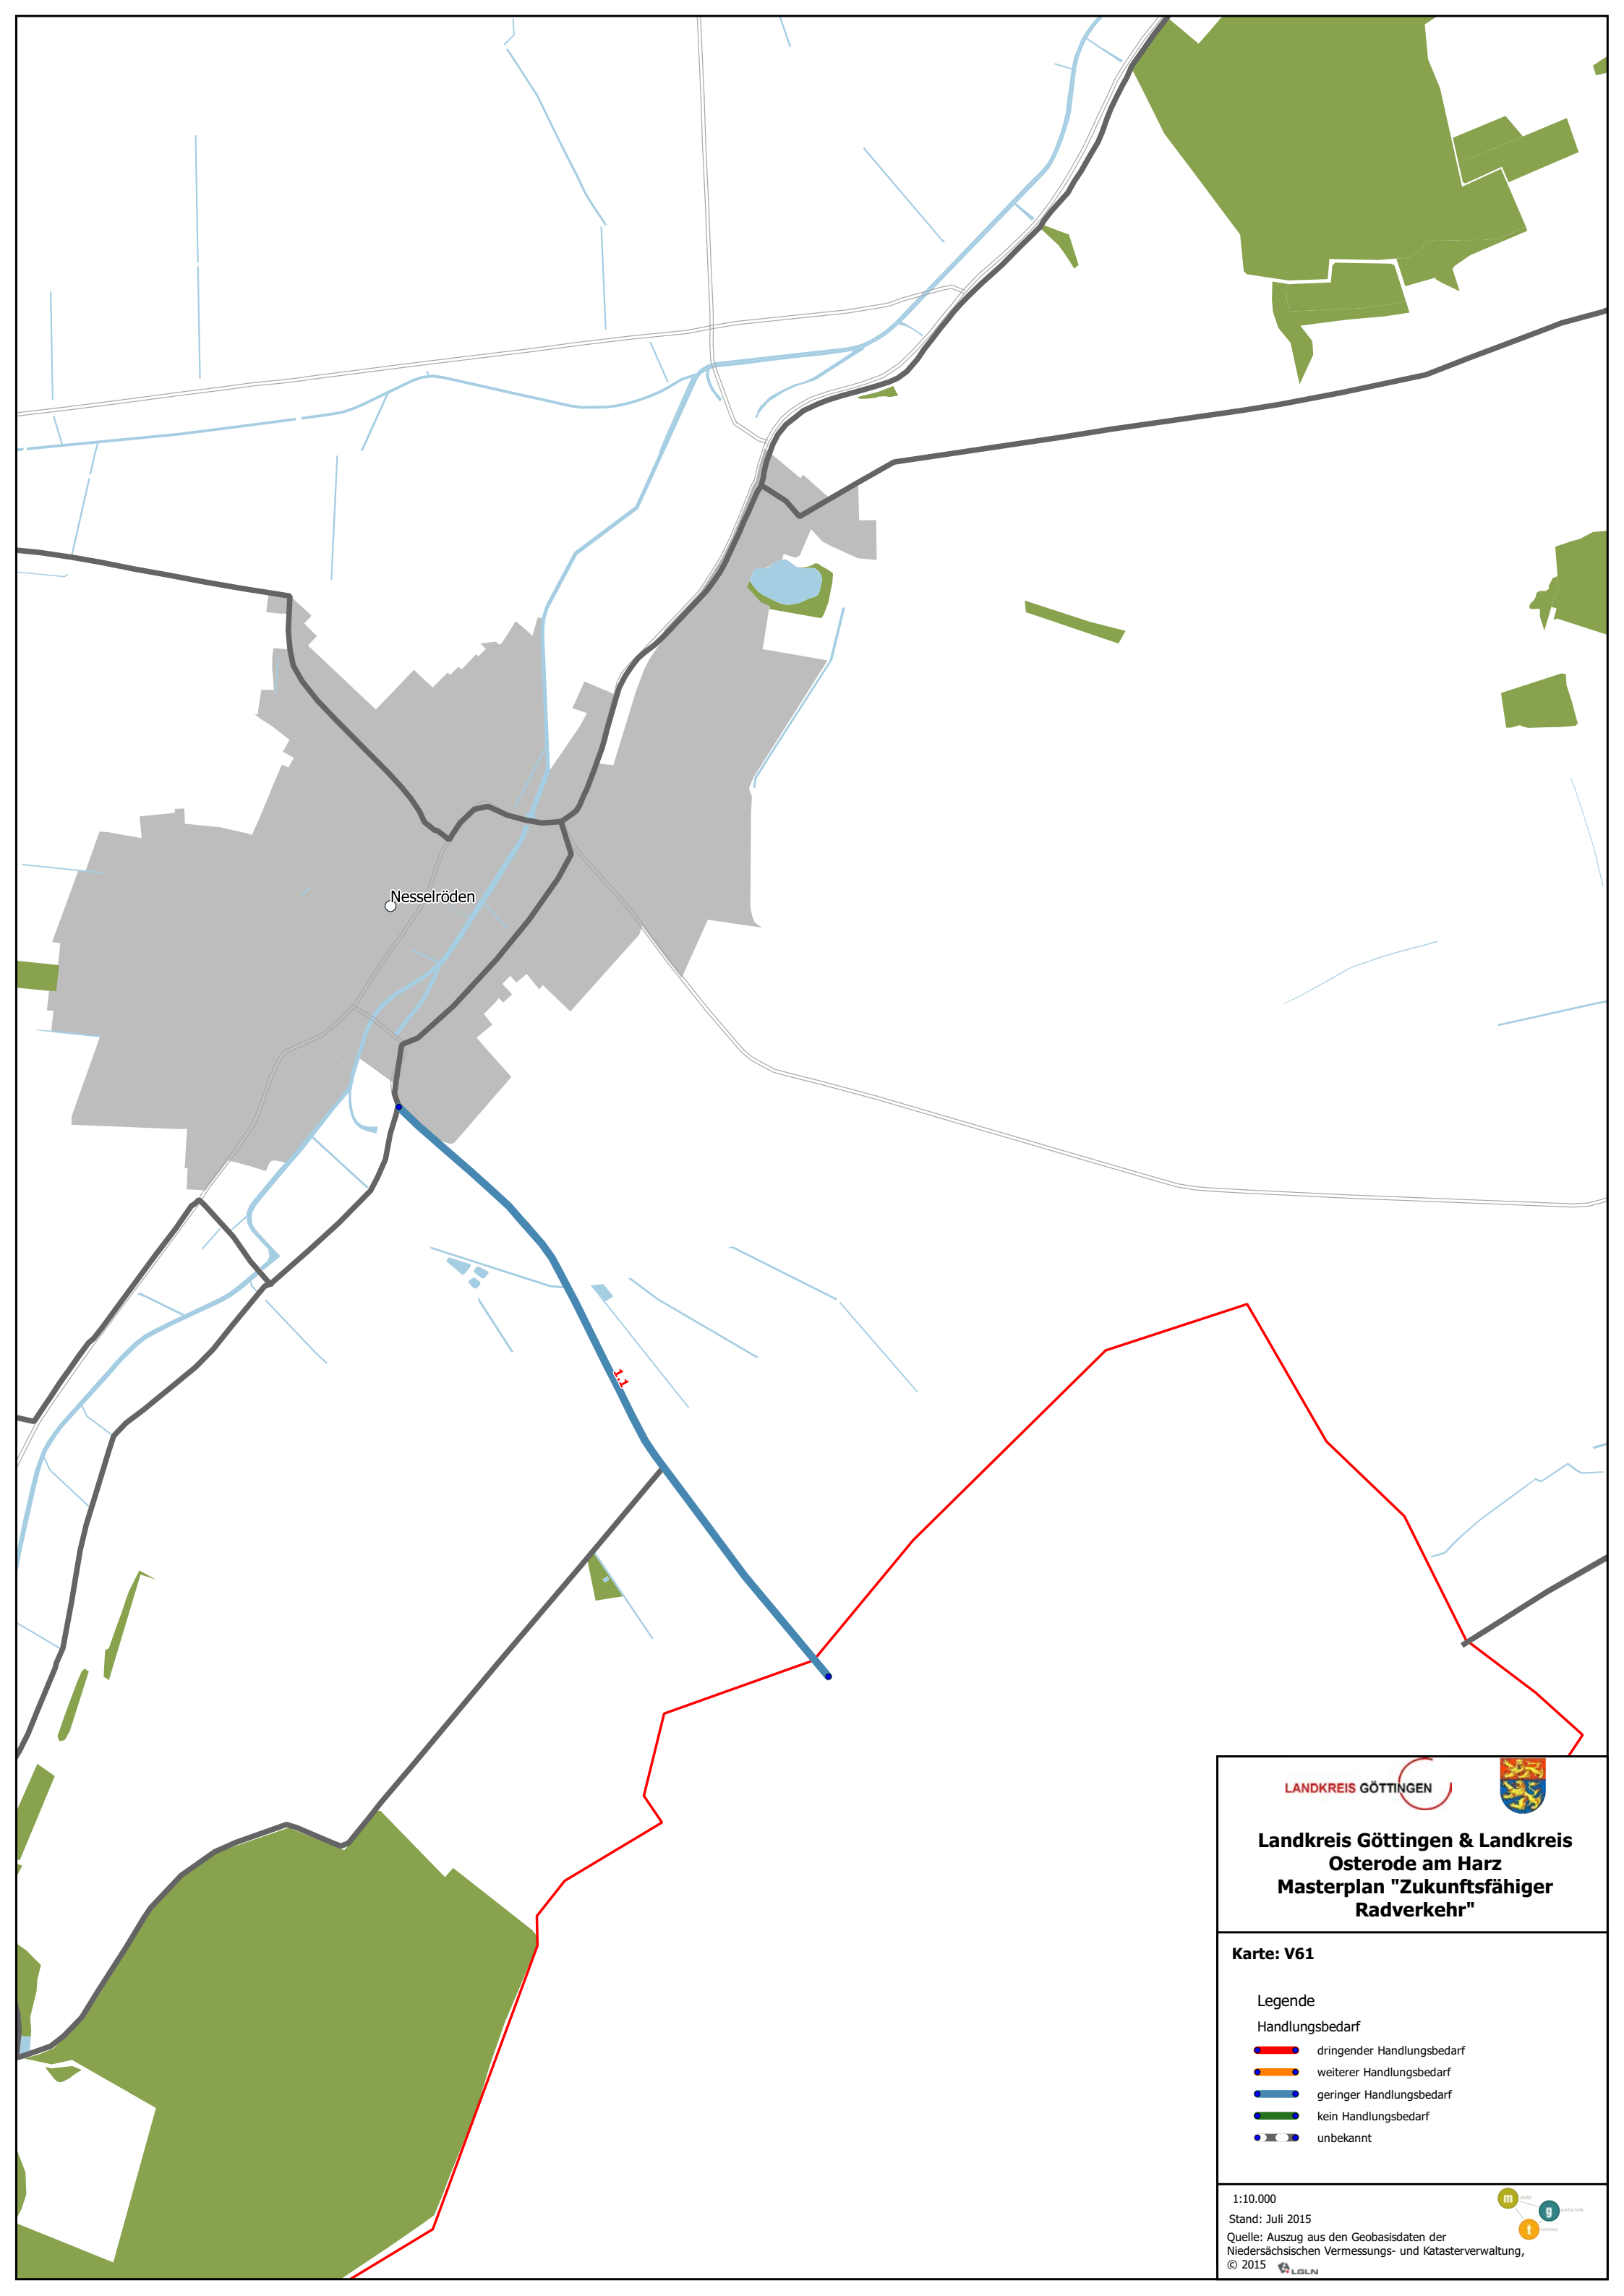 Nesselröden
1.1
LANDKREIS GÖTTINGEN
Landkreis Göttingen & Landkreis
Osterode am Harz
Masterplan "Zukunftsfähiger
Radverkehr"
Karte: V61
Legende
Handlungsbedarf
dringender Handlungsbedarf
weiterer Handlungsbedarf
geringer Handlungsbedarf
kein Handlungsbedarf
unbekannt
1:10.000
Stand: Juli 2015
Quelle: Auszug aus den Geobasisdaten der
Niedersächsischen Vermessungs- und Katasterverwaltung,
© 2015 LGLN
m
g
t